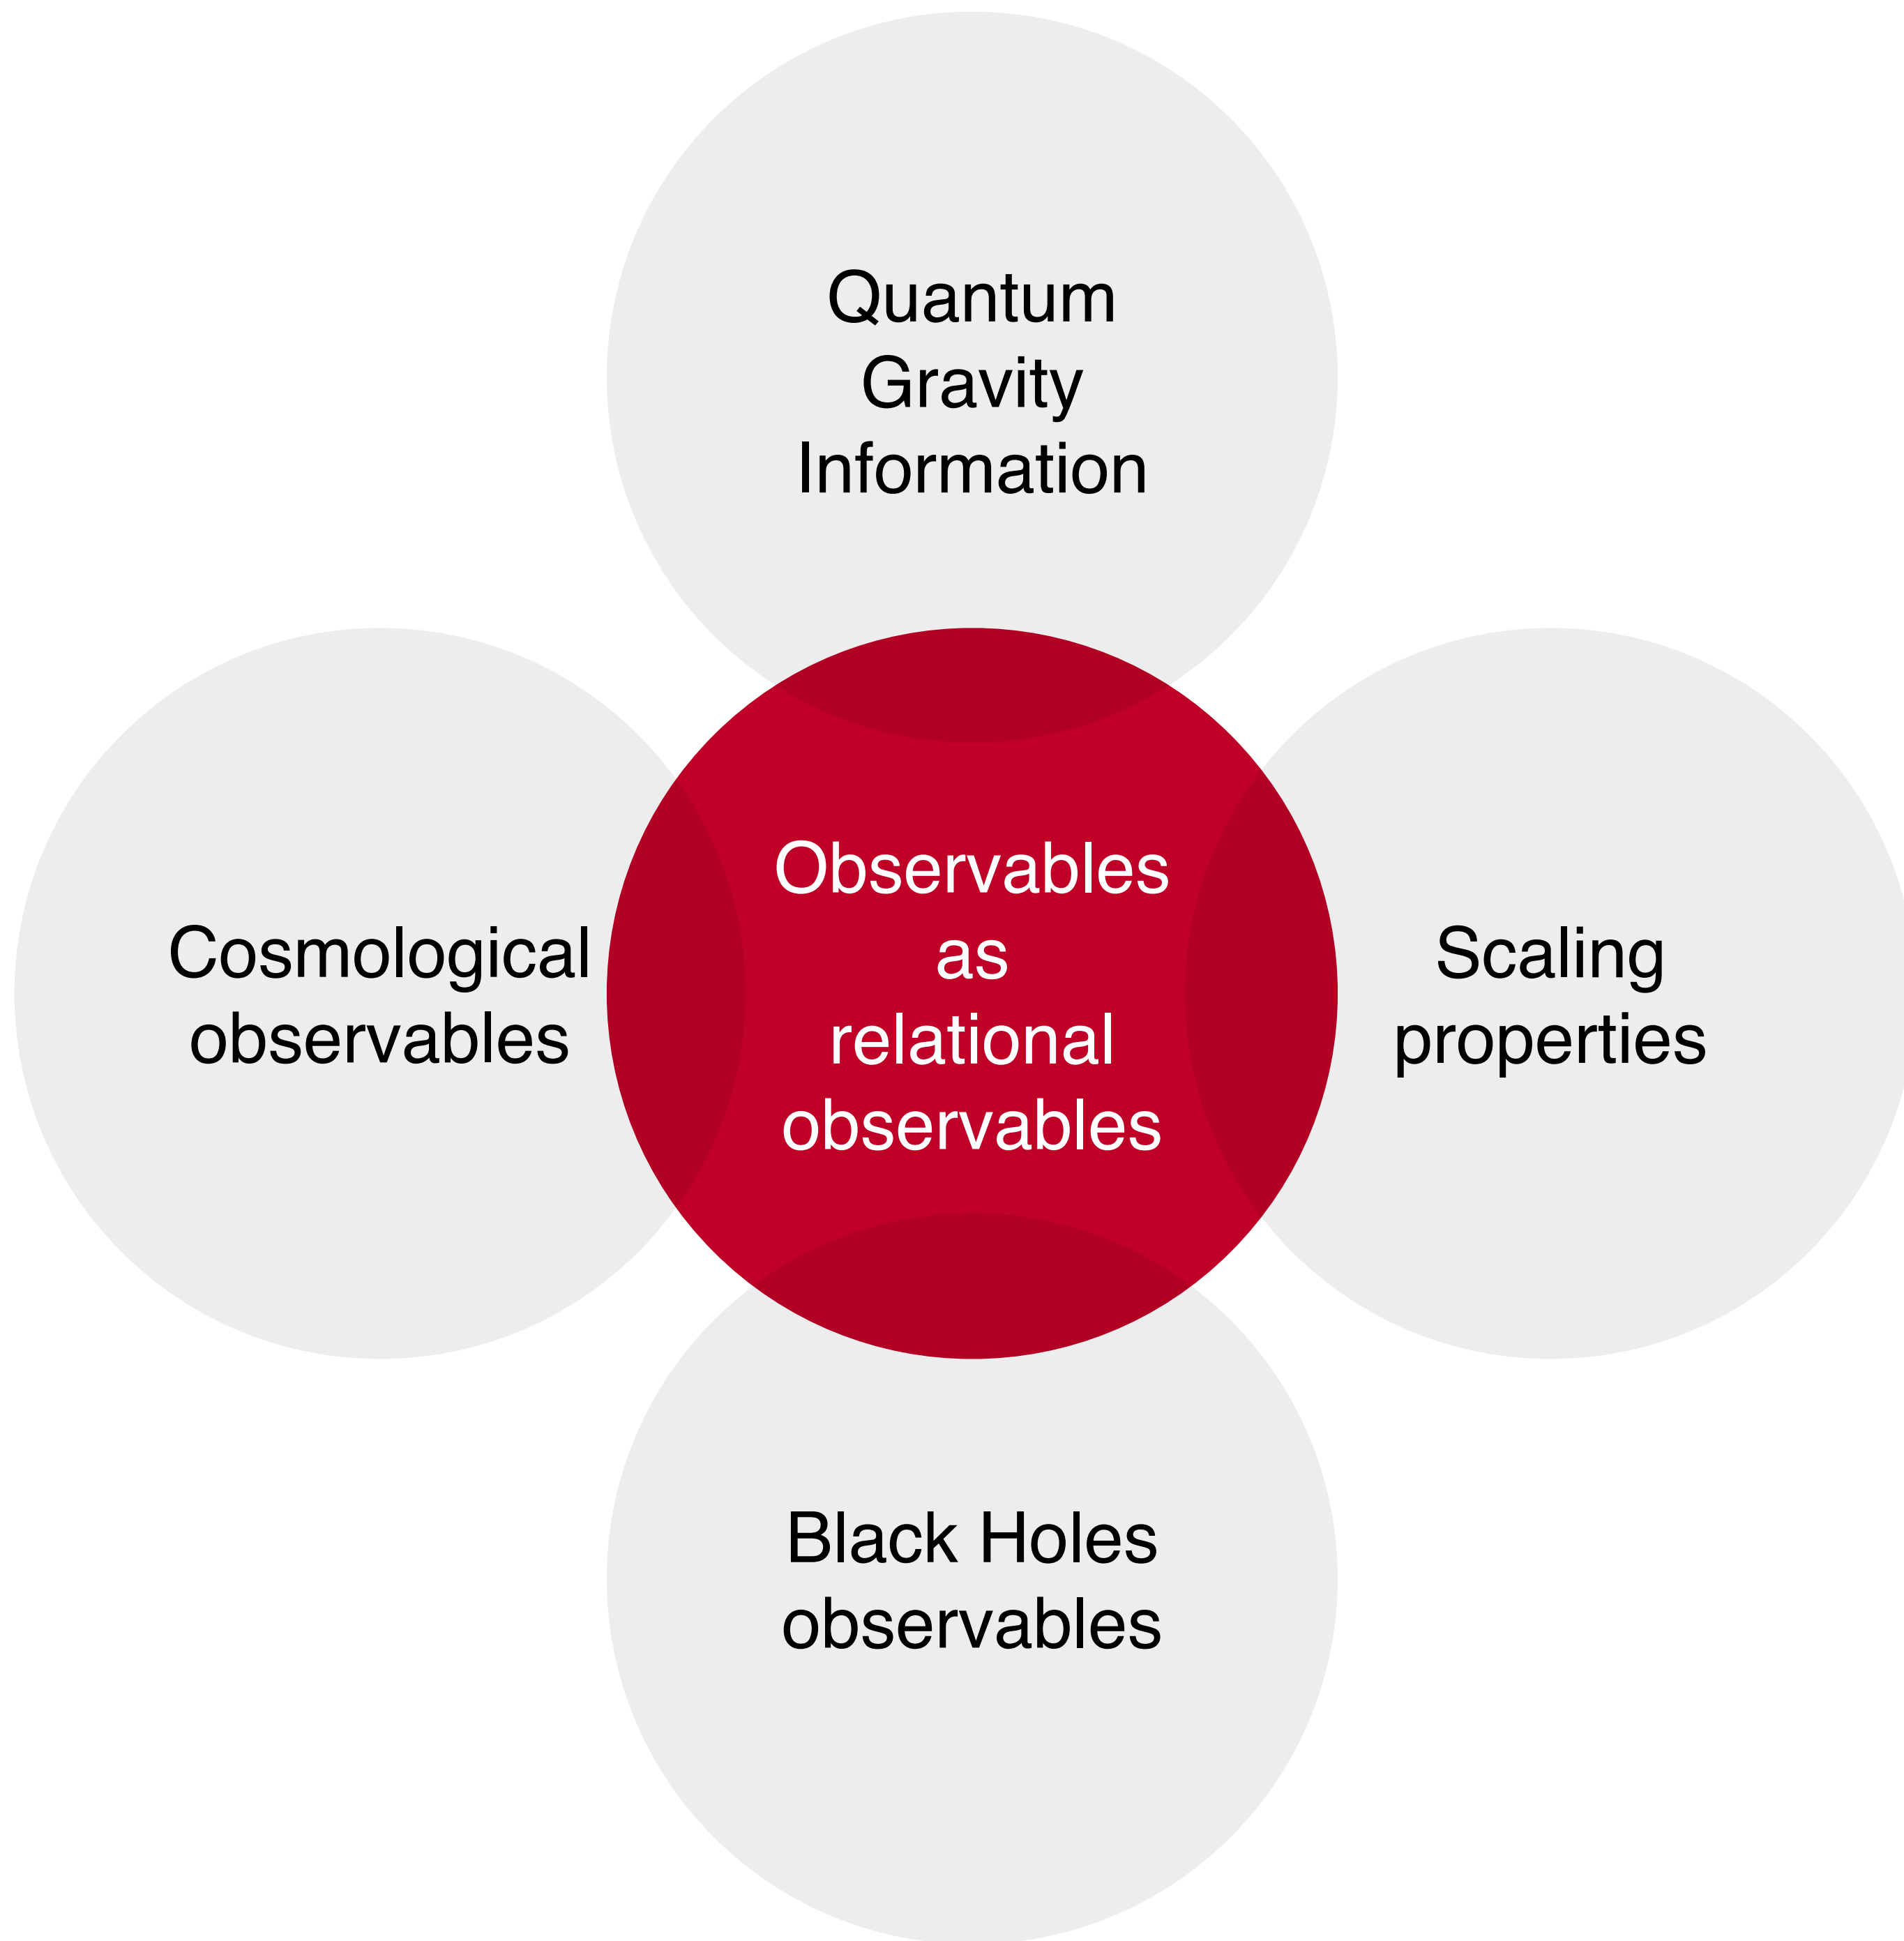 Quantum
Gravity
Information
Observables
as
relational
observables
Cosmological
observables
Scaling
properties
Black Holes
observables